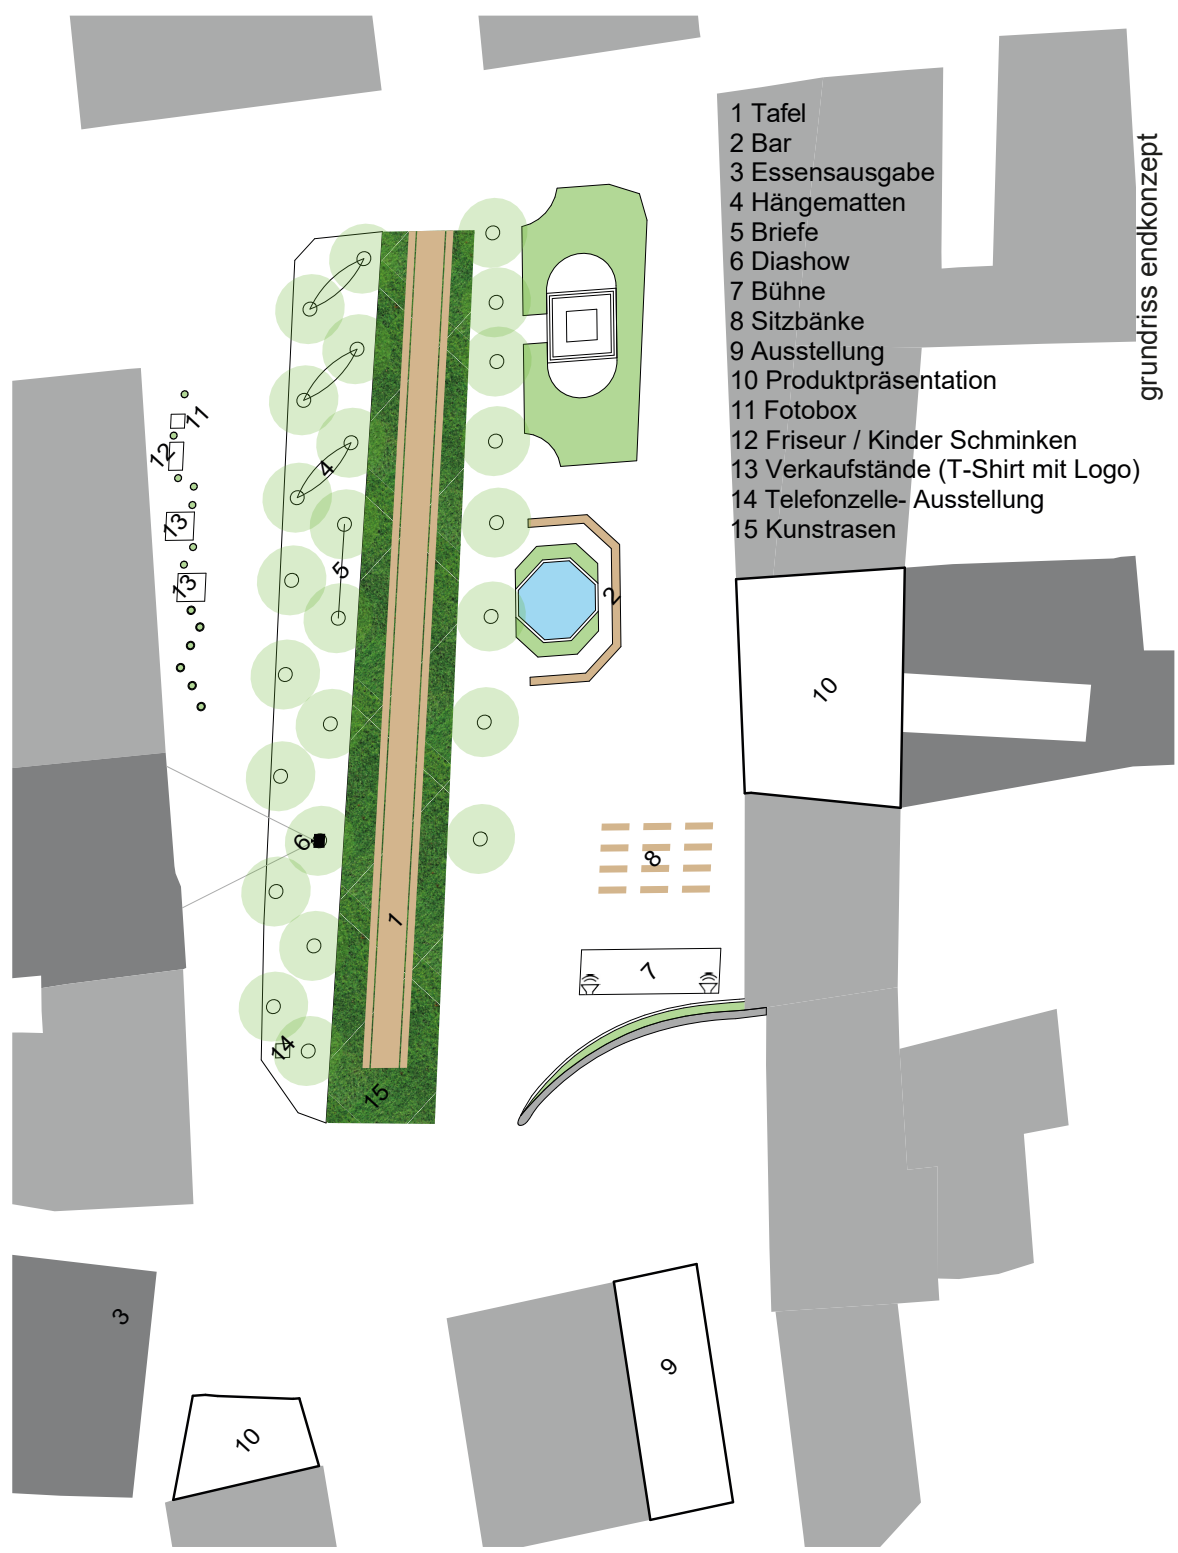 1 Tafel
2 Bar
3 Essensausgabe
4 Hängematten
5 Briefe
6 Diashow
7 Bühne
8 Sitzbänke
9 Ausstellung
10 Produktpräsentation
11 Fotobox
12 Friseur / Kinder Schminken
13 Verkaufstände (T-Shirt mit Logo)
14 Telefonzelle- Ausstellung
15 Kunstrasen
grundriss endkonzept
11
12
4
13
5
13
2
10
6
8
1
7
14
15
3
9
10